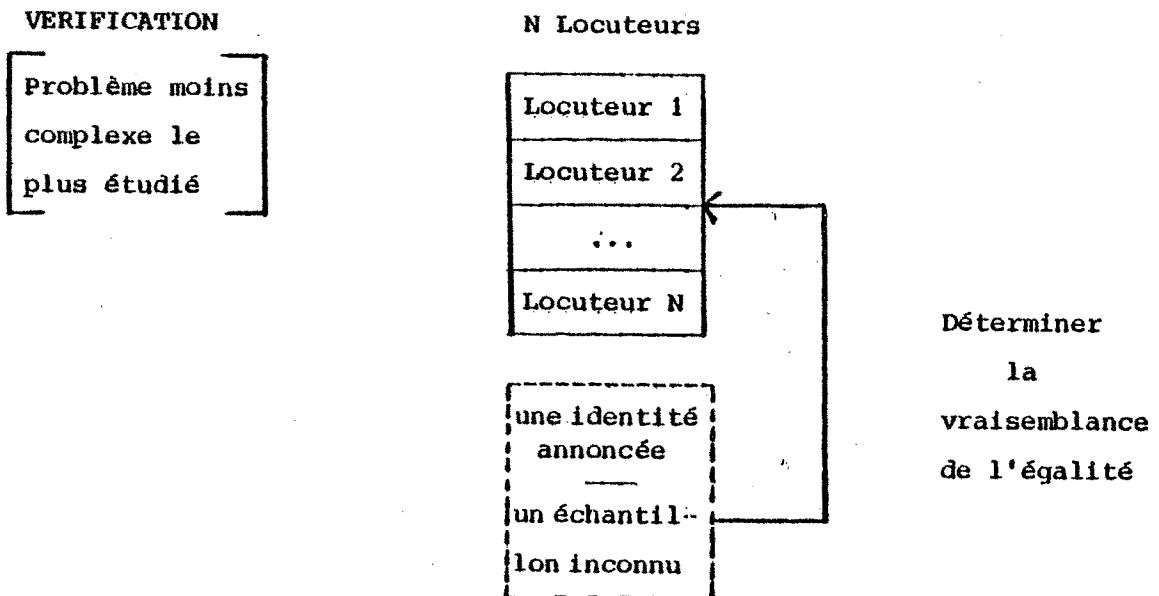 VERIFICATION
Problème moins
complexe le
plus étudié
N Locuteurs
Locuteur 1
Locuteur 2
...
Locuteur N
une identité
annoncée
un échantil-
lon inconnu
Déterminer
la
vraisemblance
de l'égalité